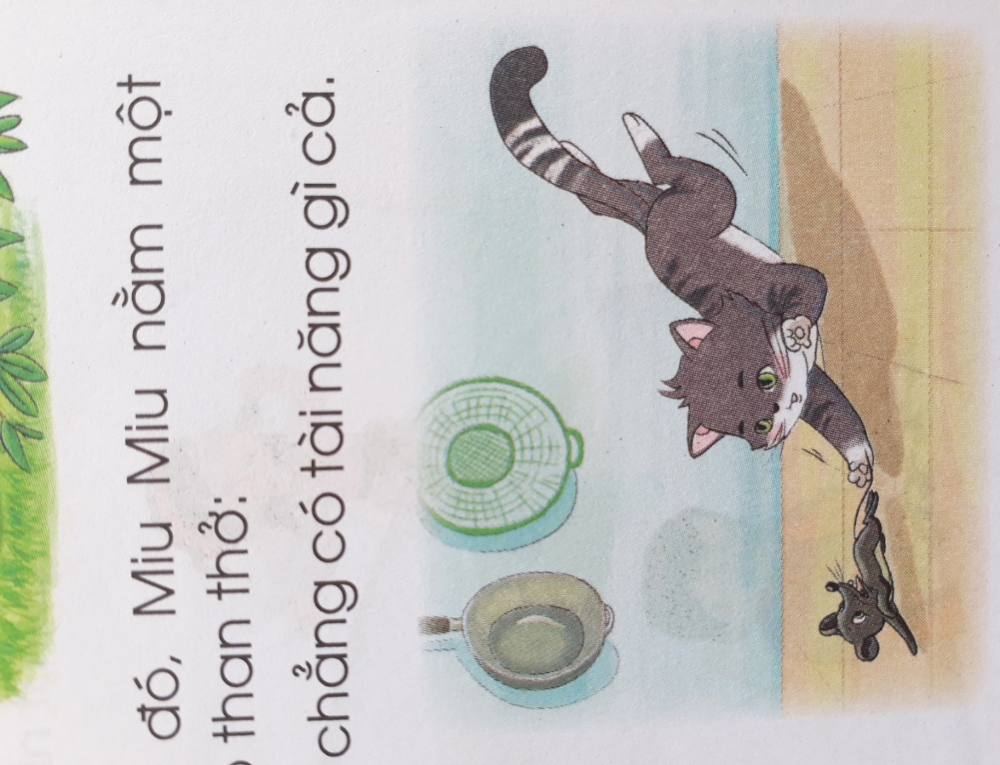 đó, Miu Miu nằm một
than thở:
chẳng có tài năng gì cả.